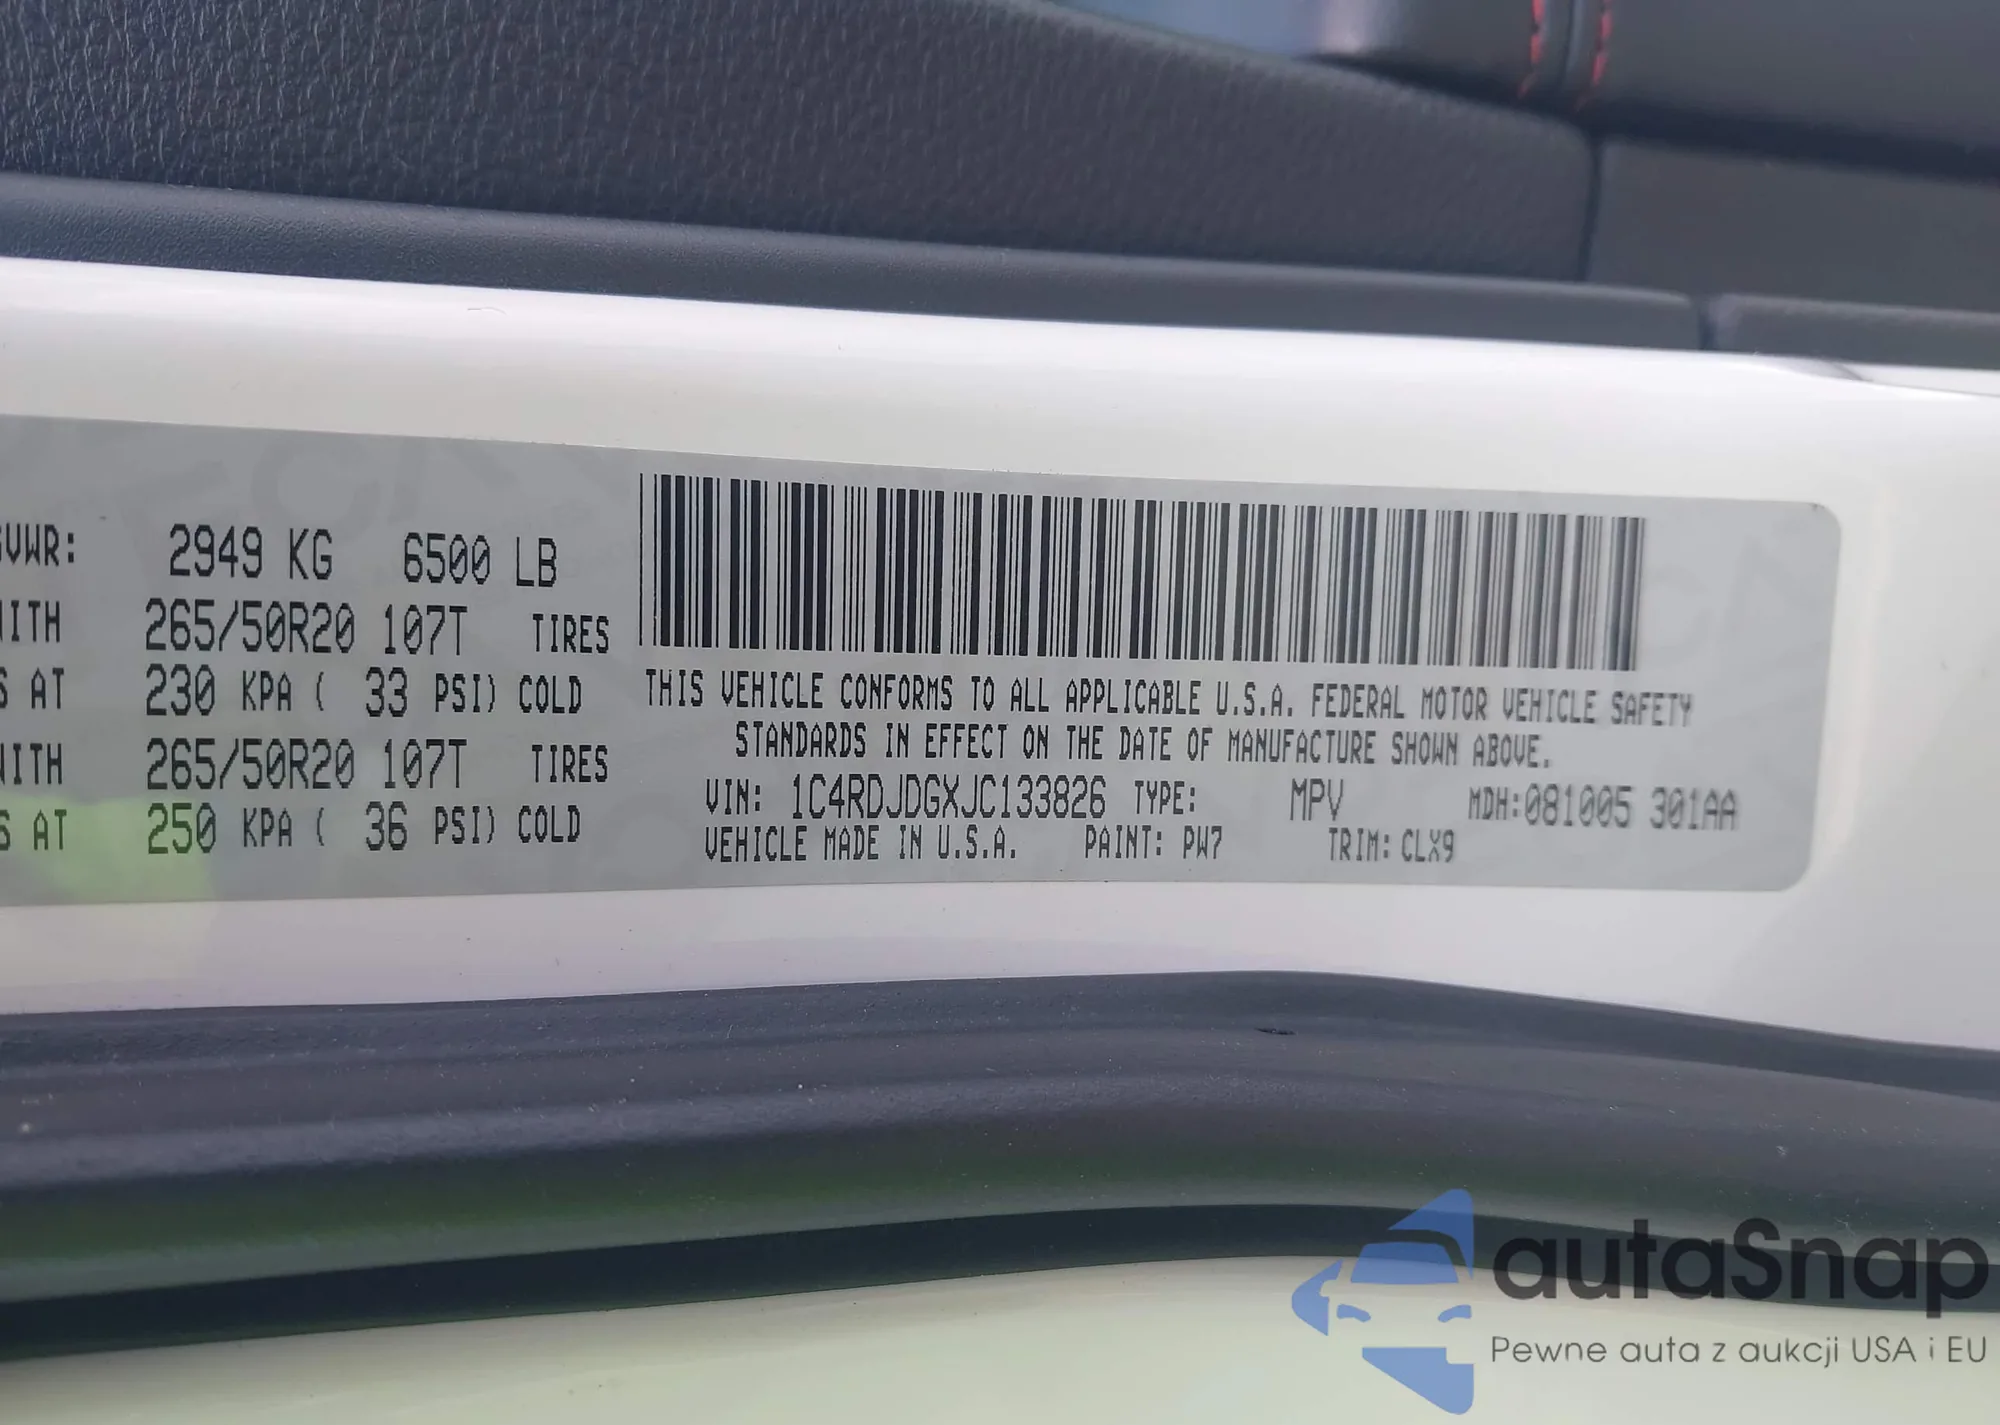 GVWR: 2949 KG 6500 LB
WITH 265/50R20 107T TIRES
S AT 230 KPA ( 33 PSI) COLD
WITH 265/50R20 107T TIRES
S AT 250 KPA ( 36 PSI) COLD
THIS VEHICLE CONFORMS TO ALL APPLICABLE U.S.A. FEDERAL MOTOR VEHICLE SAFETY
STANDARDS IN EFFECT ON THE DATE OF MANUFACTURE SHOWN ABOVE.
VIN: 1C4RDJDGXJC133826 TYPE: MPV MDH:081005 301AA
VEHICLE MADE IN U.S.A. PAINT: PW7 TRIM: CLX9
autaSnap
Pewne auta z aukcji USA i EU